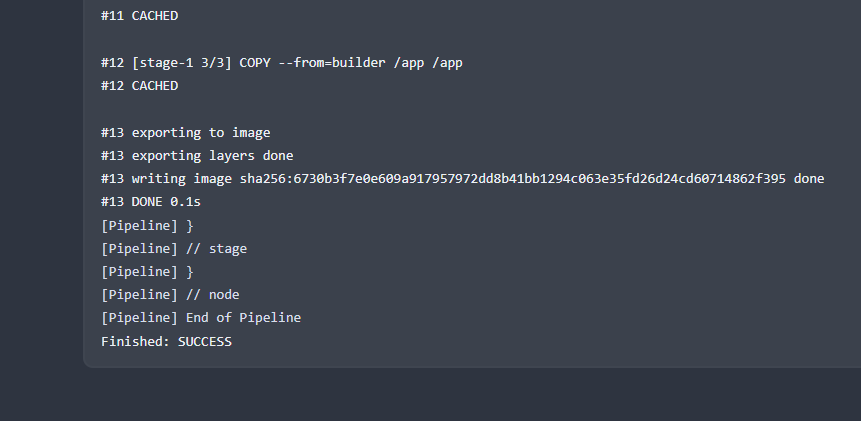 #11 CACHED
#12 [stage-1 3/3] COPY --from=builder /app /app
#12 CACHED
#13 exporting to image
#13 exporting layers done
#13 writing image sha256:6730b3f7e0e609a917957972dd8b41bb1294c063e35fd26d24cd60714862f395 done
#13 DONE 0.1s
[Pipeline] }
[Pipeline] // stage
[Pipeline] }
[Pipeline] // node
[Pipeline] End of Pipeline
Finished: SUCCESS